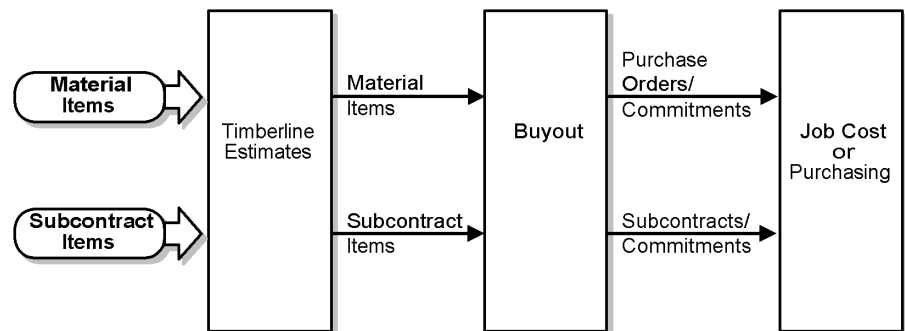 Material
Items
Timberline
Estimates
Material
Items
Buyout
Purchase
Orders/
Commitments
Job Cost
or
Purchasing
Subcontract
Items
Subcontract
Items
Subcontracts/
Commitments